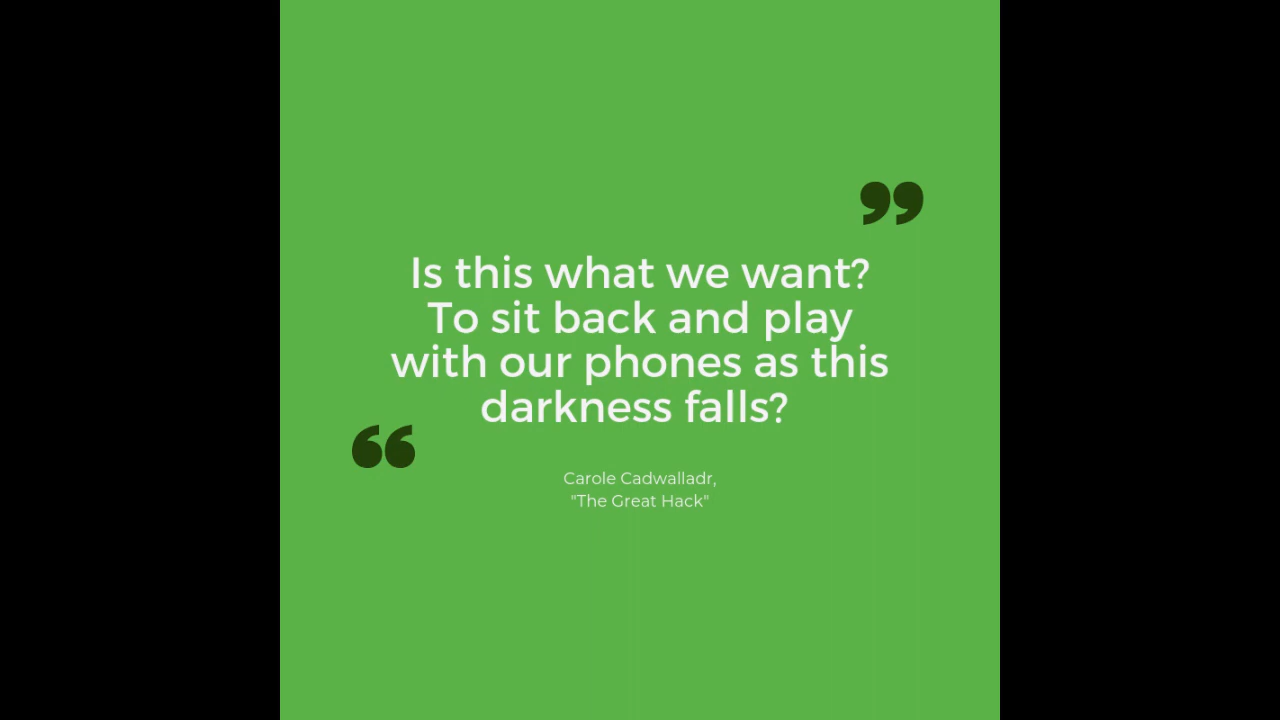 ”
Is this what we want?
To sit back and play
with our phones as this
darkness falls?
“
Carole Cadwalladr,
"The Great Hack"